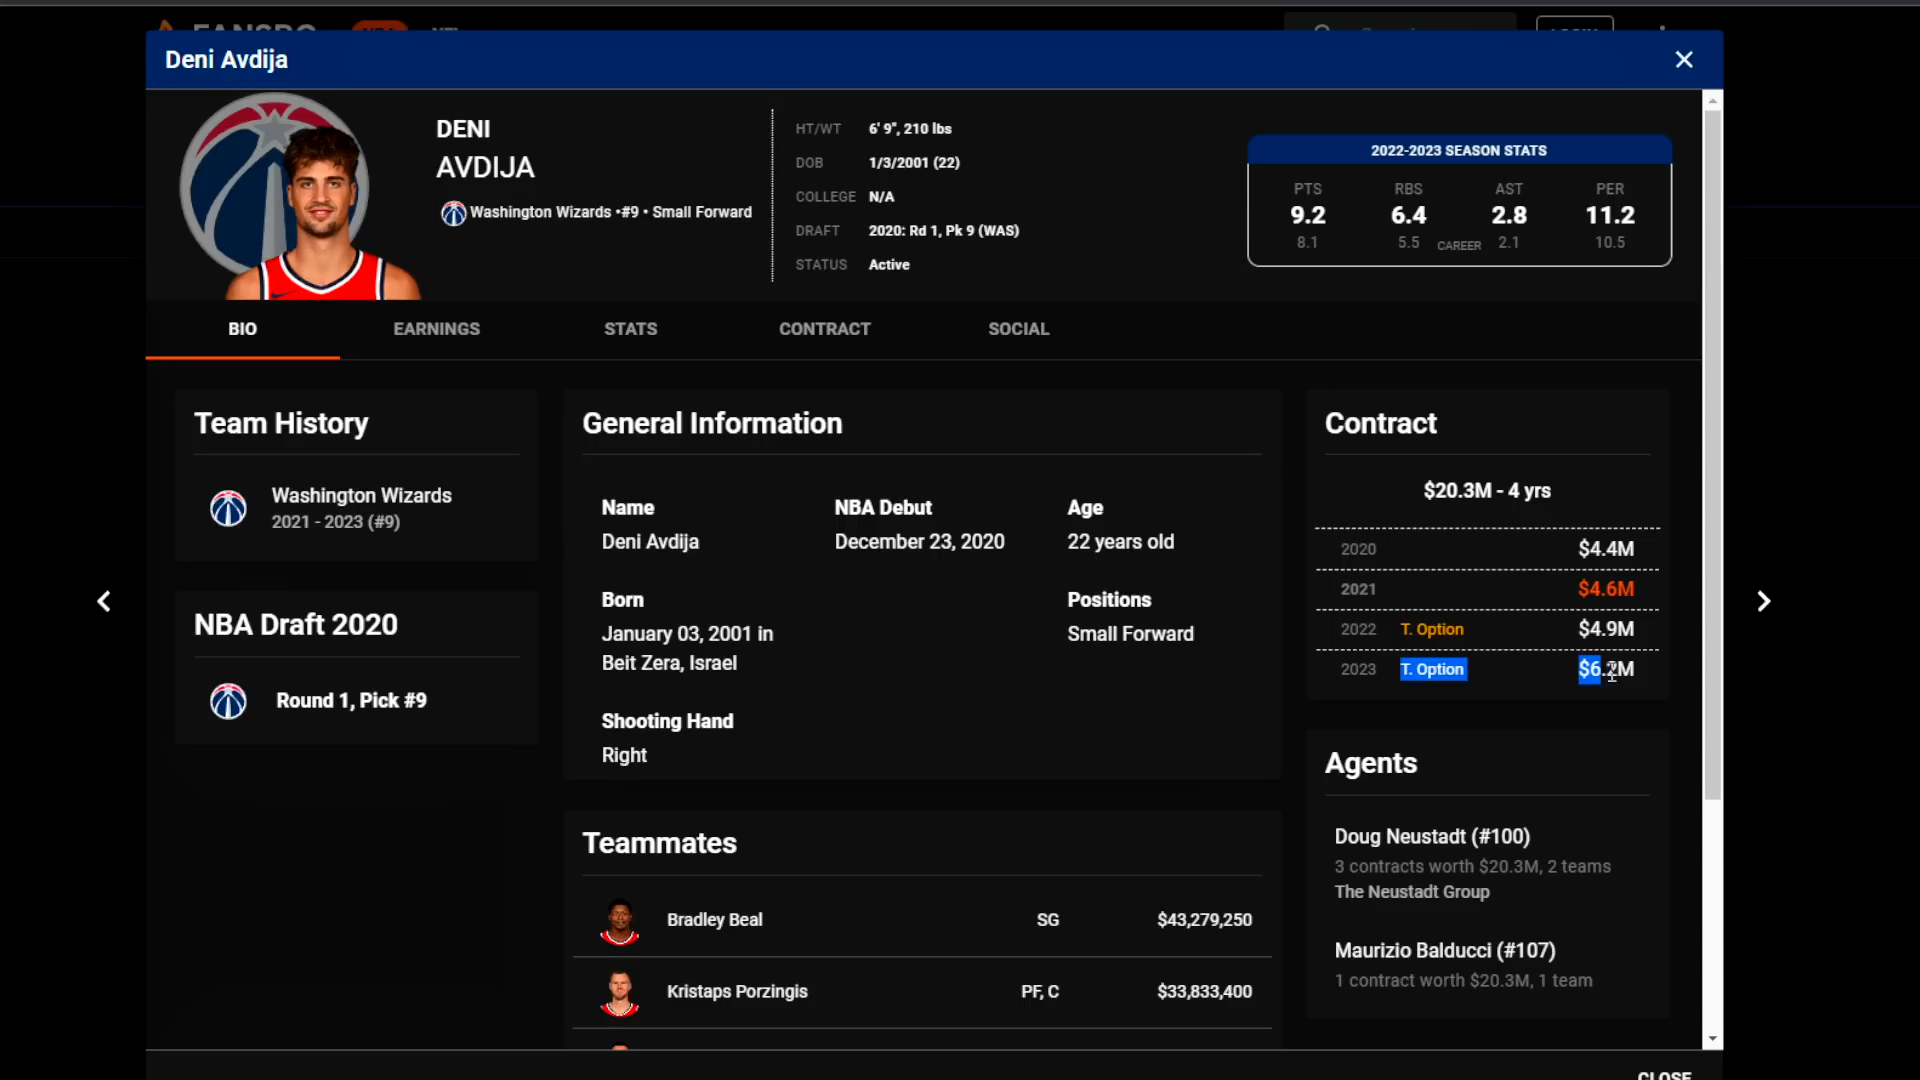 Deni Avdija
DENI
AVDIJA
Washington Wizards •#9 • Small Forward
HT/WT 6' 9", 210 lbs
DOB 1/3/2001 (22)
COLLEGE N/A
DRAFT 2020: Rd 1, Pk 9 (WAS)
STATUS Active
2022-2023 SEASON STATS
PTS RBS AST PER
9.2 6.4 2.8 11.2
8.1 5.5 CAREER 2.1 10.5
BIO EARNINGS STATS CONTRACT SOCIAL
Team History
Washington Wizards
2021 - 2023 (#9)
NBA Draft 2020
Round 1, Pick #9
General Information
Name
Deni Avdija
NBA Debut
December 23, 2020
Age
22 years old
Born
January 03, 2001 in
Beit Zera, Israel
Positions
Small Forward
Shooting Hand
Right
Teammates
Bradley Beal SG $43,279,250
Kristaps Porzingis PF, C $33,833,400
Contract
$20.3M - 4 yrs
2020 $4.4M
2021 $4.6M
2022 T. Option $4.9M
2023 T. Option $6.2M
Agents
Doug Neustadt (#100)
3 contracts worth $20.3M, 2 teams
The Neustadt Group
Maurizio Balducci (#107)
1 contract worth $20.3M, 1 team
CLOSE